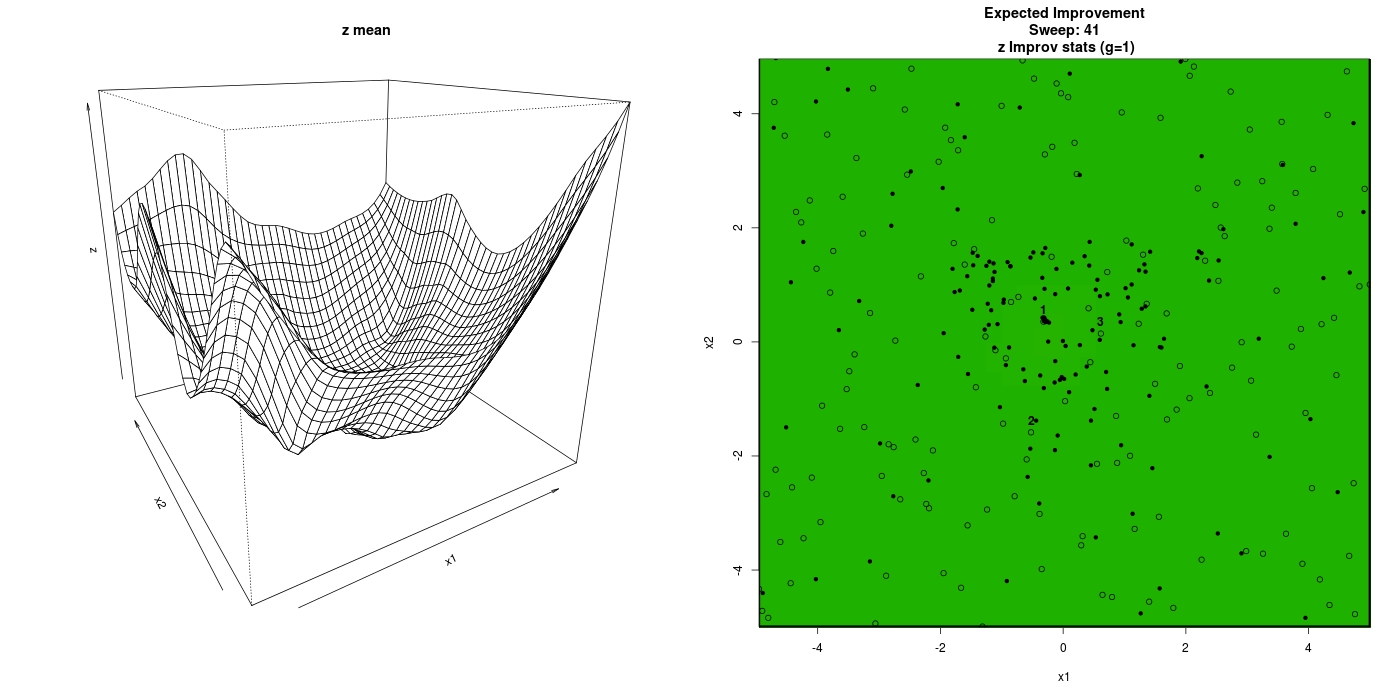 z mean
z
x2
x1
Expected Improvement
Sweep: 41
z Improv stats (g=1)
x2
4
2
0
-2
-4
1
3
2
-4
-2
0
2
4
x1